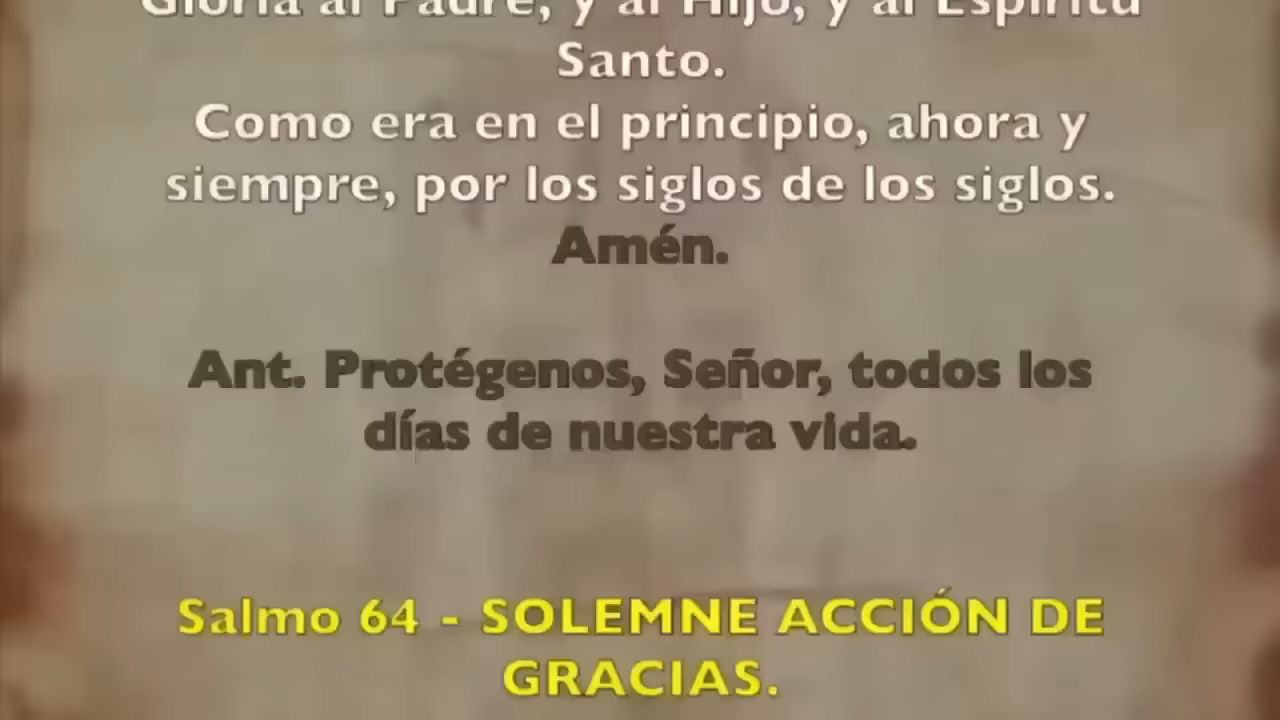 Gloria al Padre, y al Hijo, y al Espíritu
Santo.
Como era en el principio, ahora y
siempre, por los siglos de los siglos.
Amén.
Ant. Protégenos, Señor, todos los
días de nuestra vida.
Salmo 64 - SOLEMNE ACCIÓN DE
GRACIAS.